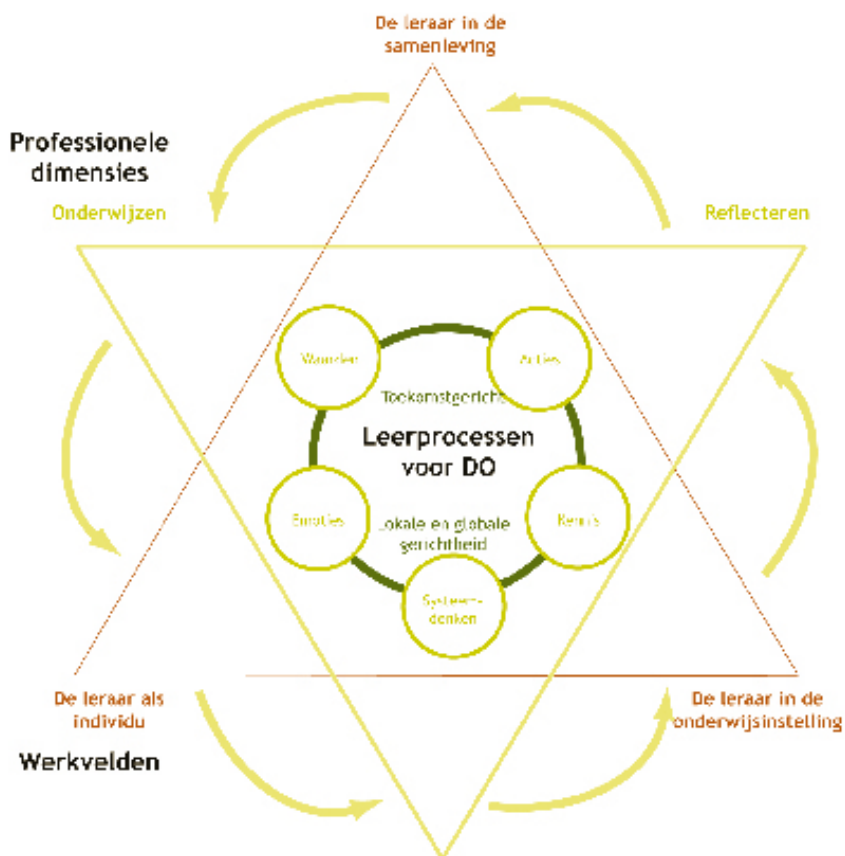 De leraar in de
samenleving
Professionele
dimensies
Onderwijzen
Reflecteren
Waarden
Acties
Toekomstgericht
Leerprocessen
voor DO
Emoties
Lokale en globale
gerichtheid
Kennis
Systeem-
denken
De leraar als
individu
De leraar in de
onderwijsinstelling
Werkvelden